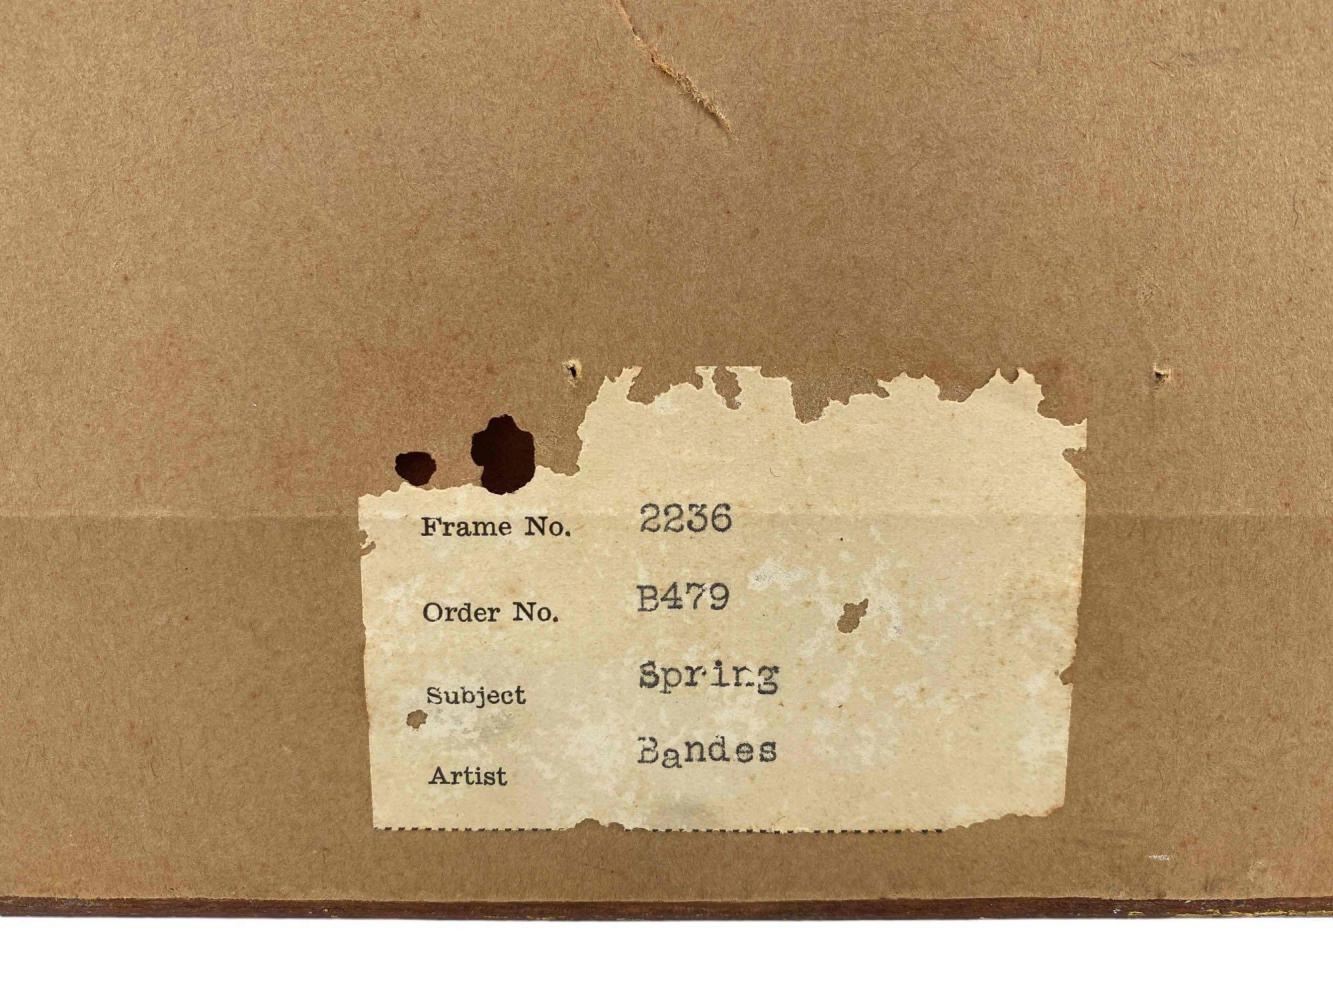 Frame No. 2236
Order No. B479
Subject Spring
Artist Bandes